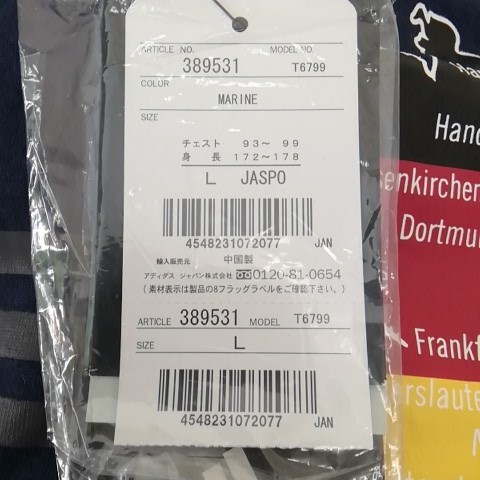 ARTICLE NO. MODEL NO.
389531 T6799
COLOR
MARINE
SIZE
チェスト 93〜 99
身 長 172〜178
L JASPO
4548231072077 JAN
輸入販売元 中国製
アディダス ジャパン株式会社 0120-81-0654
(素材表示は製品の8フラッグラベルをご確認下さい。)
ARTICLE 389531 MODEL T6799
SIZE L
4548231072077 JAN
Han
Hand
senkirchen
Dortmu
Frankf
erslaute